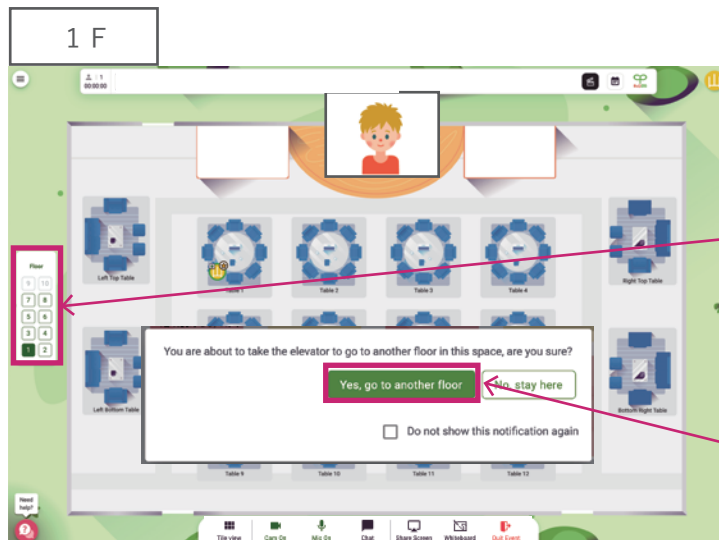 1 F
: 1
00:00:00
Floor
9 10
7 8
5 6
3 4
1 2
Left Top Table
Table 1
Table 2
Table 3
Table 4
Right Top Table
You are about to take the elevator to go to another floor in this space, are you sure?
Yes, go to another floor
No, stay here
Do not show this notification again
Left Bottom Table
Bottom Right Table
Table 9
Table 10
Table 11
Table 12
Need
help?
Tile view
Cam On
Mic On
Chat
Share Screen
Whiteboard
Quit Event